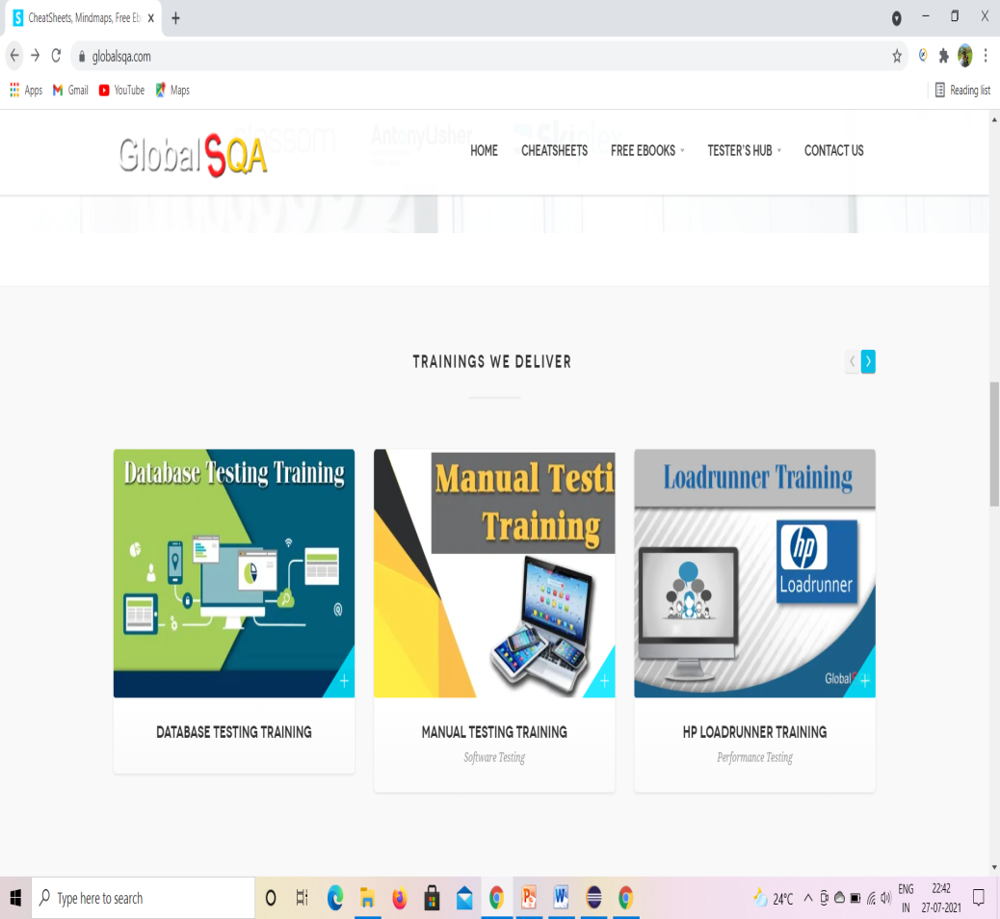 CheatSheets, Mindmaps, Free Eb
globalsqa.com
Apps
Gmail
YouTube
Maps
Reading list
GlobalSQA
AntonyUsher
HOME
CHEATSHEETS
FREE EBOOKS
TESTER'S HUB
CONTACT US
TRAININGS WE DELIVER
Database Testing Training
Manual Testi
Training
Loadrunner Training
hp
Loadrunner
Global
DATABASE TESTING TRAINING
MANUAL TESTING TRAINING
Software Testing
HP LOADRUNNER TRAINING
Performance Testing
Type here to search
24°C
ENG
IN
22:42
27-07-2021